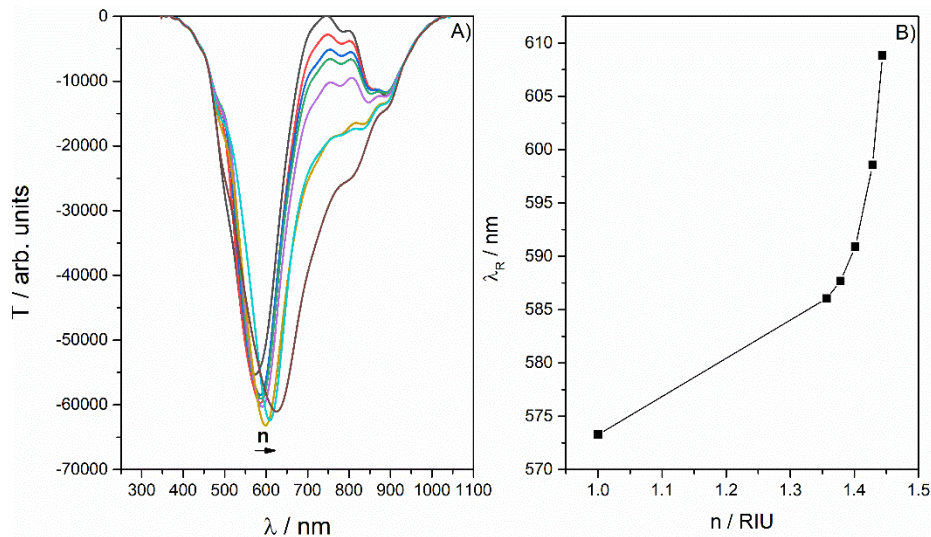 A)
0
-10000
-20000
-30000
-40000
-50000
-60000
-70000
T / arb. units
n
300 400 500 600 700 800 900 1000 1100
λ / nm
B)
610
605
600
595
590
585
580
575
570
λR / nm
1.0 1.1 1.2 1.3 1.4 1.5
n / RIU